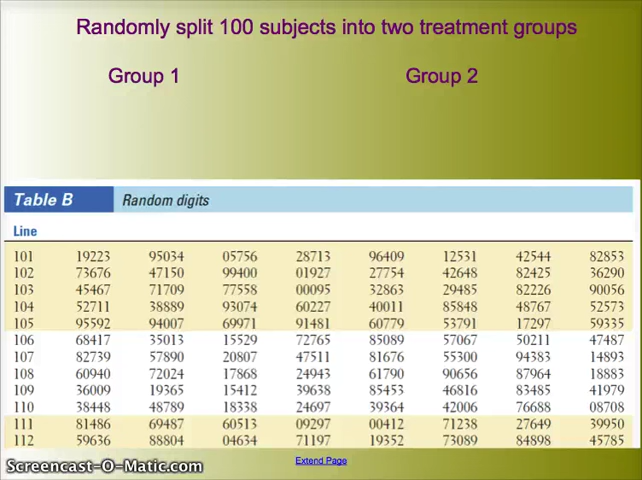 Randomly split 100 subjects into two treatment groups
Group 1 Group 2
Table B Random digits
Line
101 19223 95034 05756 28713 96409 12531 42544 82853
102 73676 47150 99400 01927 27754 42648 82425 36290
103 45467 71709 77558 00095 32863 29485 82226 90056
104 52711 38889 93074 60227 40011 85848 48767 52573
105 95592 94007 69971 91481 60779 53791 17297 59335
106 68417 35013 15529 72765 85089 57067 50211 47487
107 82739 57890 20807 47511 81676 55300 94383 14893
108 60940 72024 17868 24943 61790 90656 87964 18883
109 36009 19365 15412 39638 85453 46816 83485 41979
110 38448 48789 18338 24697 39364 42006 76688 08708
111 81486 69487 60513 09297 00412 71238 27649 39950
112 59636 88804 04634 71197 19352 73089 84898 45785
Extend Page
Screencast-O-Matic.com